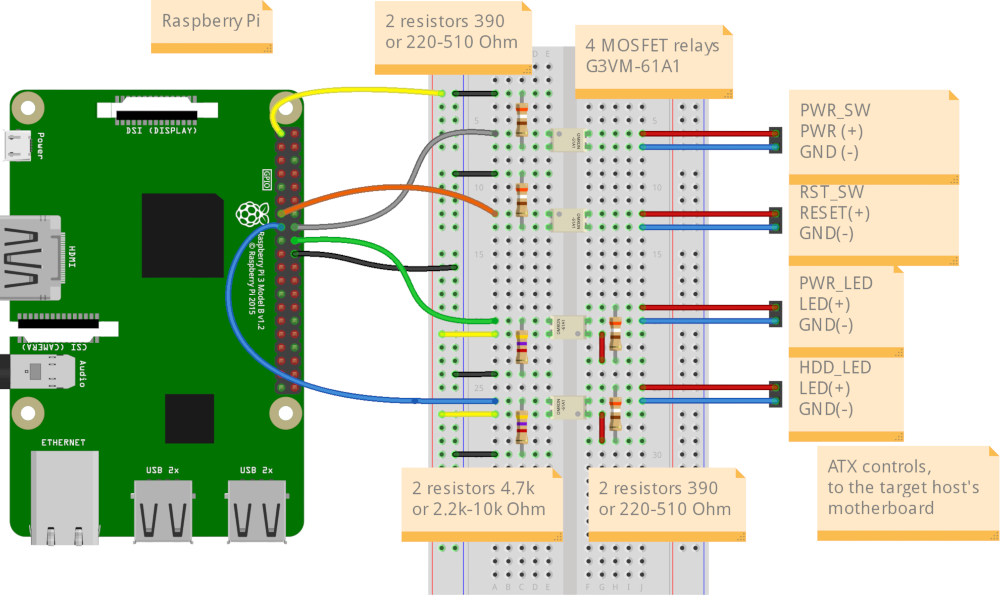 Raspberry Pi
2 resistors 390
or 220-510 Ohm
4 MOSFET relays
G3VM-61A1
DSI (DISPLAY)
Power
GPIO
HDMI
Raspberry Pi 3 Model B v1.2
© Raspberry Pi 2015
CSI (CAMERA)
Audio
ETHERNET
USB 2x
USB 2x
D E
5
5
10
10
15
15
25
25
30
A B C D E
F G H I J
PWR_SW
PWR (+)
GND (-)
RST_SW
RESET(+)
GND(-)
PWR_LED
LED(+)
GND(-)
HDD_LED
LED(+)
GND(-)
2 resistors 4.7k
or 2.2k-10k Ohm
2 resistors 390
or 220-510 Ohm
ATX controls,
to the target host's
motherboard